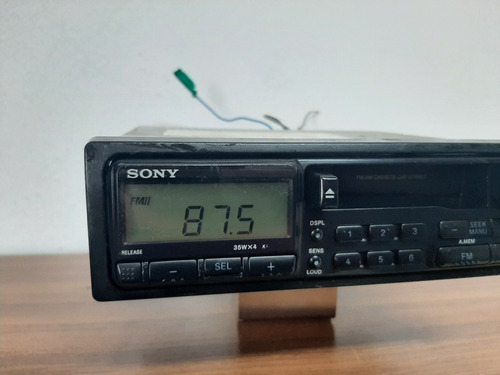 SONY
FMII
87.5
RELEASE
35W×4
− SEL +
DSPL
SENS
LOUD
1 2 3
4 5 6
SEEK
MANU
A.MEM
FM